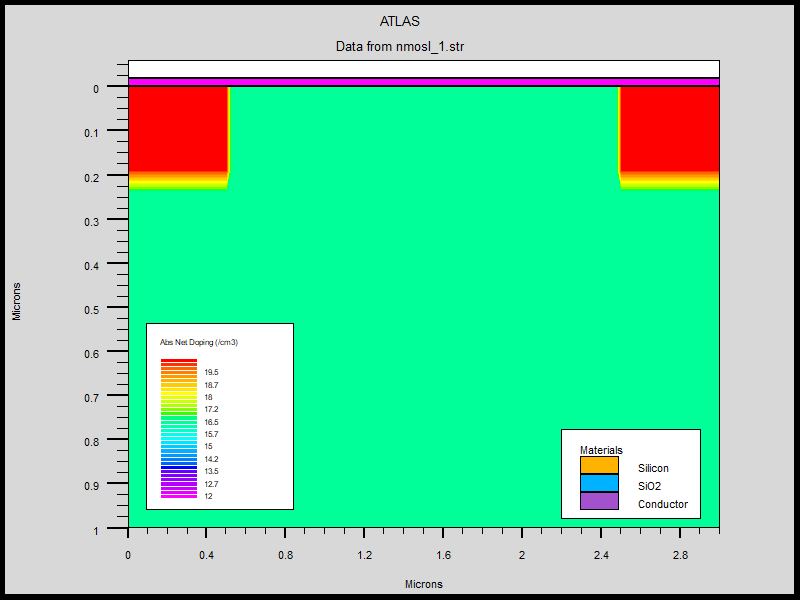 ATLAS
Data from nmosl_1.str
0
0.1
0.2
0.3
0.4
0.5
0.6
0.7
0.8
0.9
1
Microns
Abs Net Doping (/cm3)
19.5
18.7
18
17.2
16.5
15.7
15
14.2
13.5
12.7
12
Materials
Silicon
SiO2
Conductor
0 0.4 0.8 1.2 1.6 2 2.4 2.8
Microns